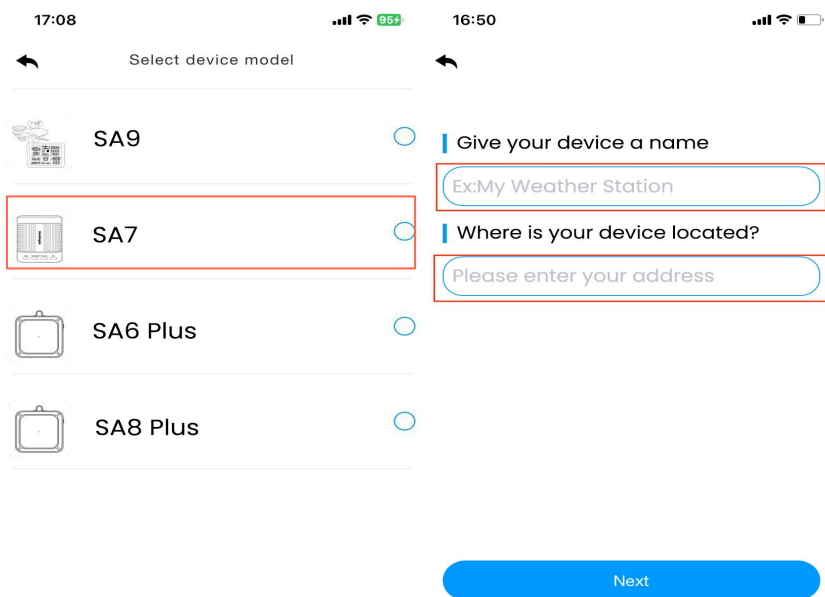 17:08
95
Select device model
SA9
SA7
SA6 Plus
SA8 Plus
16:50
Give your device a name
Ex:My Weather Station
Where is your device located?
Please enter your address
Next